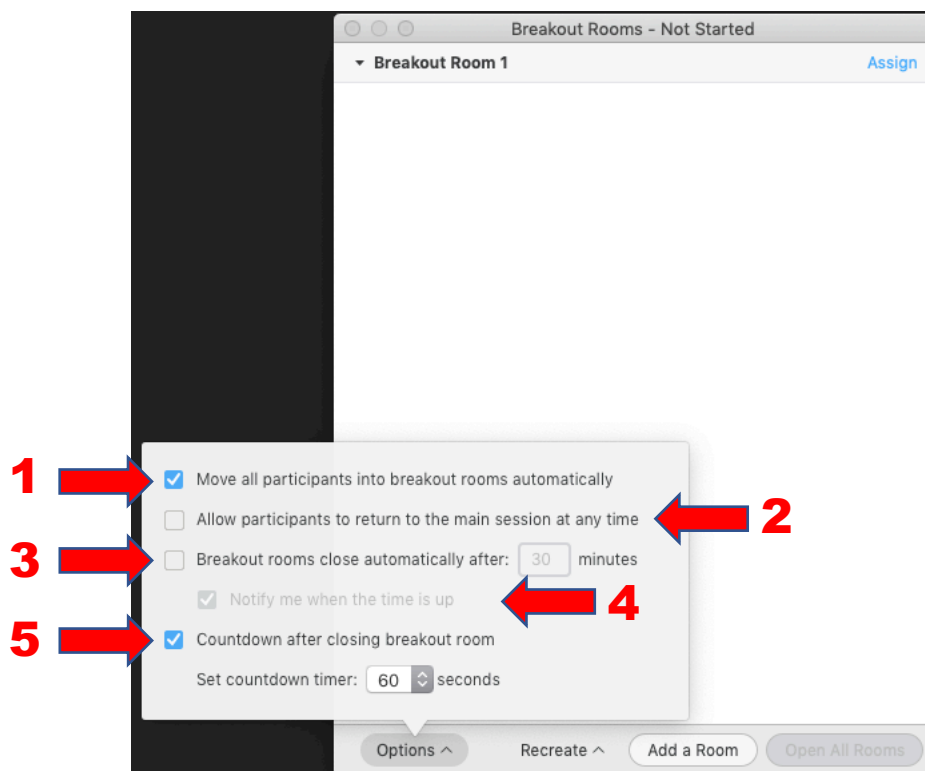 Breakout Rooms - Not Started
Breakout Room 1 Assign
1 Move all participants into breakout rooms automatically
Allow participants to return to the main session at any time 2
3 Breakout rooms close automatically after: 30 minutes
Notify me when the time is up 4
5 Countdown after closing breakout room
Set countdown timer: 60 seconds
Options Recreate Add a Room Open All Rooms